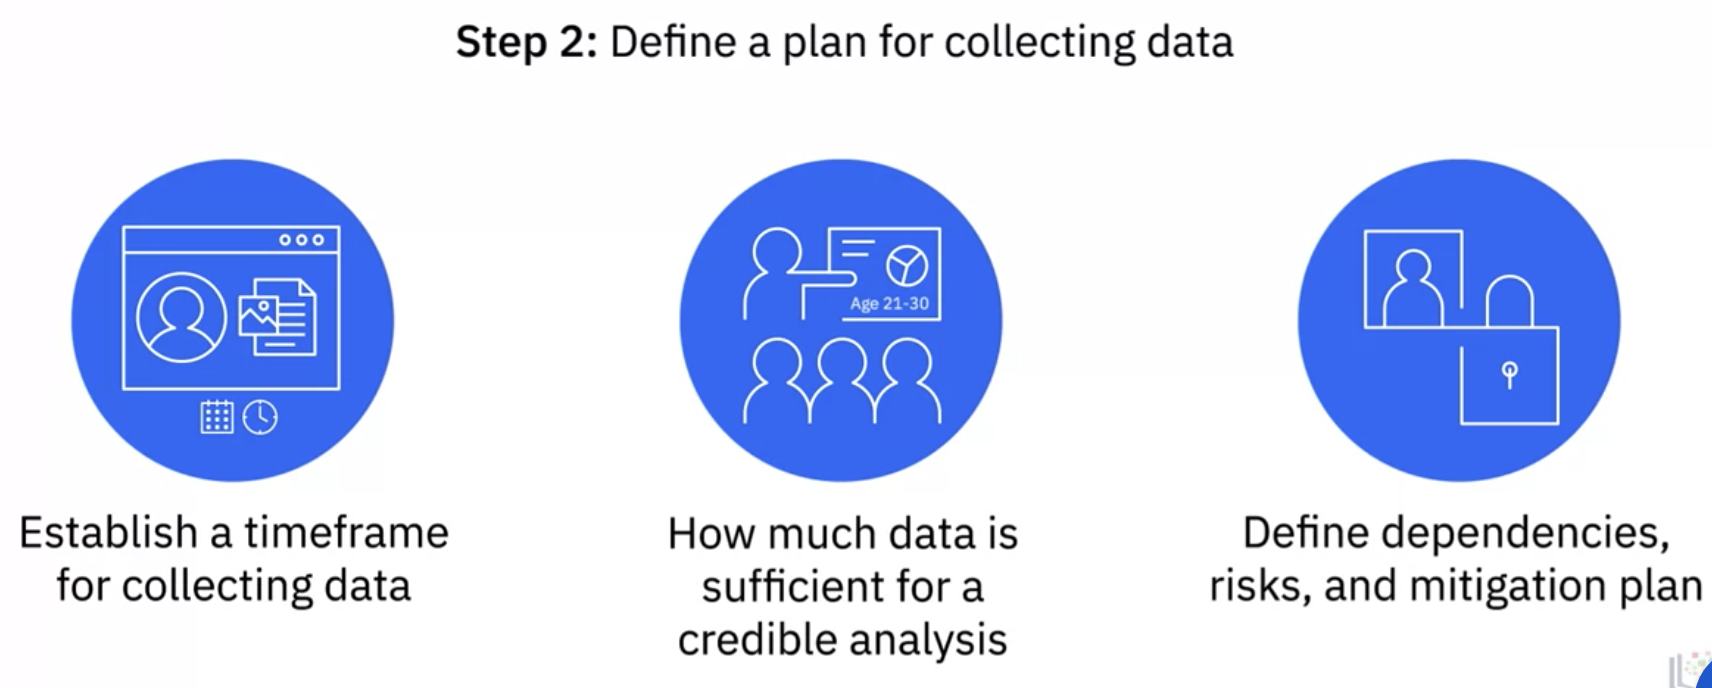 Step 2: Define a plan for collecting data
Age 21-30
Establish a timeframe
for collecting data
How much data is
sufficient for a
credible analysis
Define dependencies,
risks, and mitigation plan